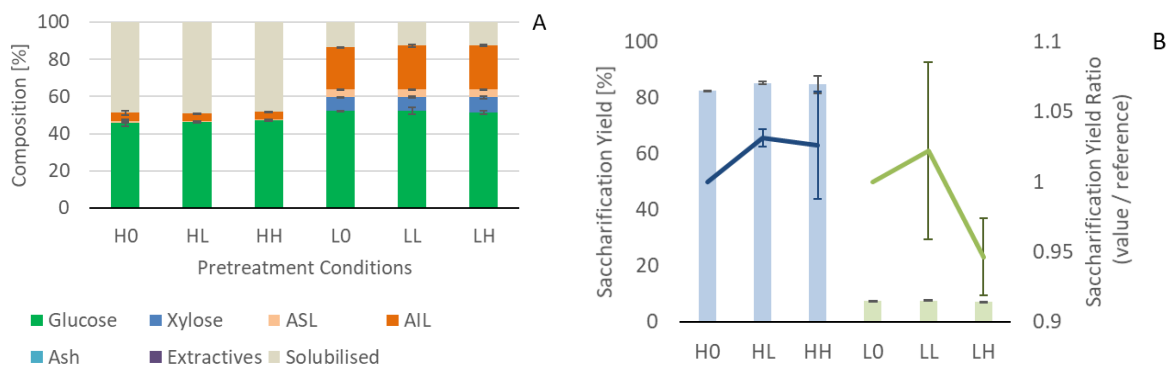 A
Composition [%]
100
80
60
40
20
0
H0 HL HH L0 LL LH
Pretreatment Conditions
Glucose Xylose ASL AIL
Ash Extractives Solubilised
B
Saccharification Yield [%]
100
80
60
40
20
0
H0 HL HH L0 LL LH
1.1
1.05
1
0.95
0.9
Saccharification Yield Ratio
(value / reference)